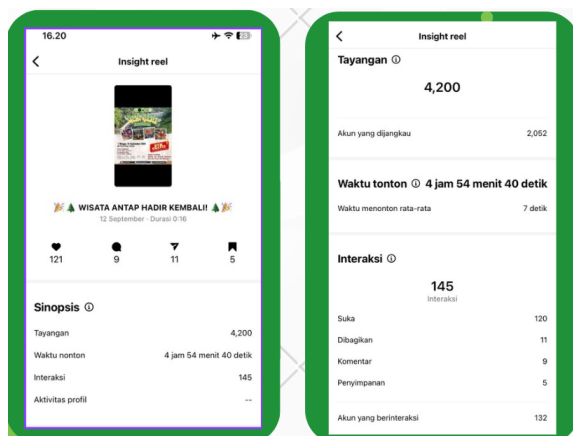 16.20
Insight reel
🎉🌲 WISATA ANTAP HADIR KEMBALI! 🌲🎉
12 September · Durasi 0:16
121 9 11 5
Sinopsis
Tayangan 4,200
Waktu nonton 4 jam 54 menit 40 detik
Interaksi 145
Aktivitas profil --
Insight reel
Tayangan
4,200
Akun yang dijangkau 2,052
Waktu tonton 4 jam 54 menit 40 detik
Waktu menonton rata-rata 7 detik
Interaksi
145
Interaksi
Suka 120
Dibagikan 11
Komentar 9
Penyimpanan 5
Akun yang berinteraksi 132